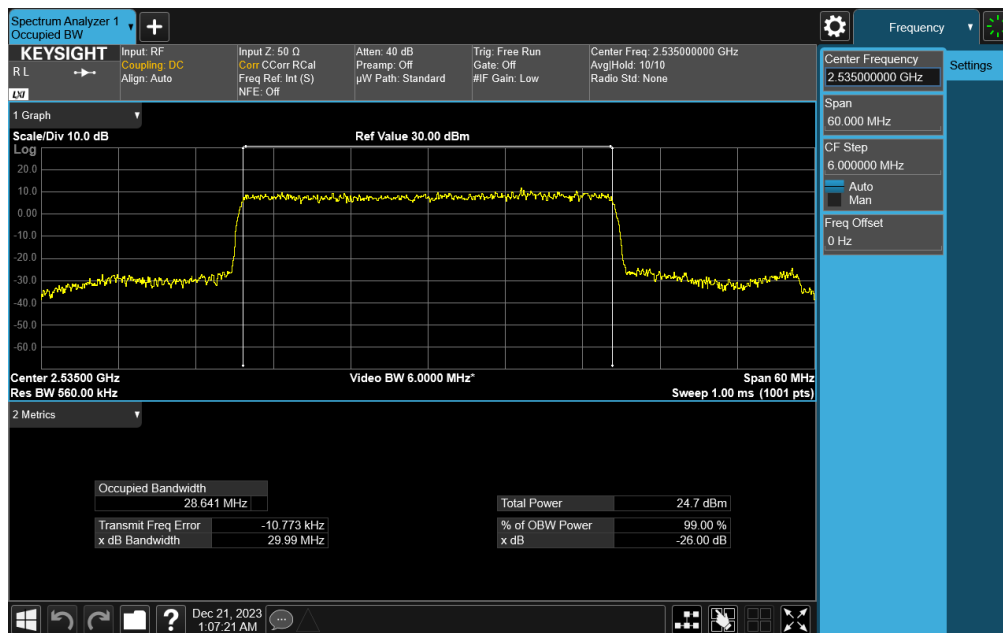 Spectrum Analyzer 1
Occupied BW
Frequency
KEYSIGHT
R L
LXI
Input: RF
Coupling: DC
Align: Auto
Input Z: 50 Ω
Corr CCorr RCal
Freq Ref: Int (S)
NFE: Off
Atten: 40 dB
Preamp: Off
µW Path: Standard
Trig: Free Run
Gate: Off
#IF Gain: Low
Center Freq: 2.535000000 GHz
Avg|Hold: 10/10
Radio Std: None
Center Frequency
2.535000000 GHz
Settings
Span
60.000 MHz
CF Step
6.000000 MHz
Auto
Man
Freq Offset
0 Hz
1 Graph
Scale/Div 10.0 dB
Ref Value 30.00 dBm
Log
20.0
10.0
0.00
-10.0
-20.0
-30.0
-40.0
-50.0
-60.0
Center 2.53500 GHz
Video BW 6.0000 MHz*
Span 60 MHz
Res BW 560.00 kHz
Sweep 1.00 ms (1001 pts)
2 Metrics
Occupied Bandwidth
28.641 MHz
Total Power 24.7 dBm
Transmit Freq Error -10.773 kHz
% of OBW Power 99.00 %
x dB Bandwidth 29.99 MHz
x dB -26.00 dB
Dec 21, 2023
1:07:21 AM